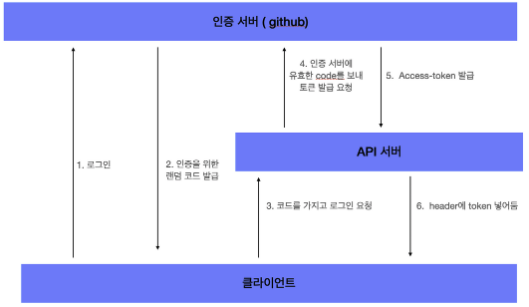 인증 서버 ( github)
4. 인증 서버에
유효한 code를 보내
토큰 발급 요청
5. Access-token 발급
API 서버
1. 로그인
2. 인증을 위한
랜덤 코드 발급
3. 코드를 가지고 로그인 요청
6. header에 token 넣어둠
클라이언트